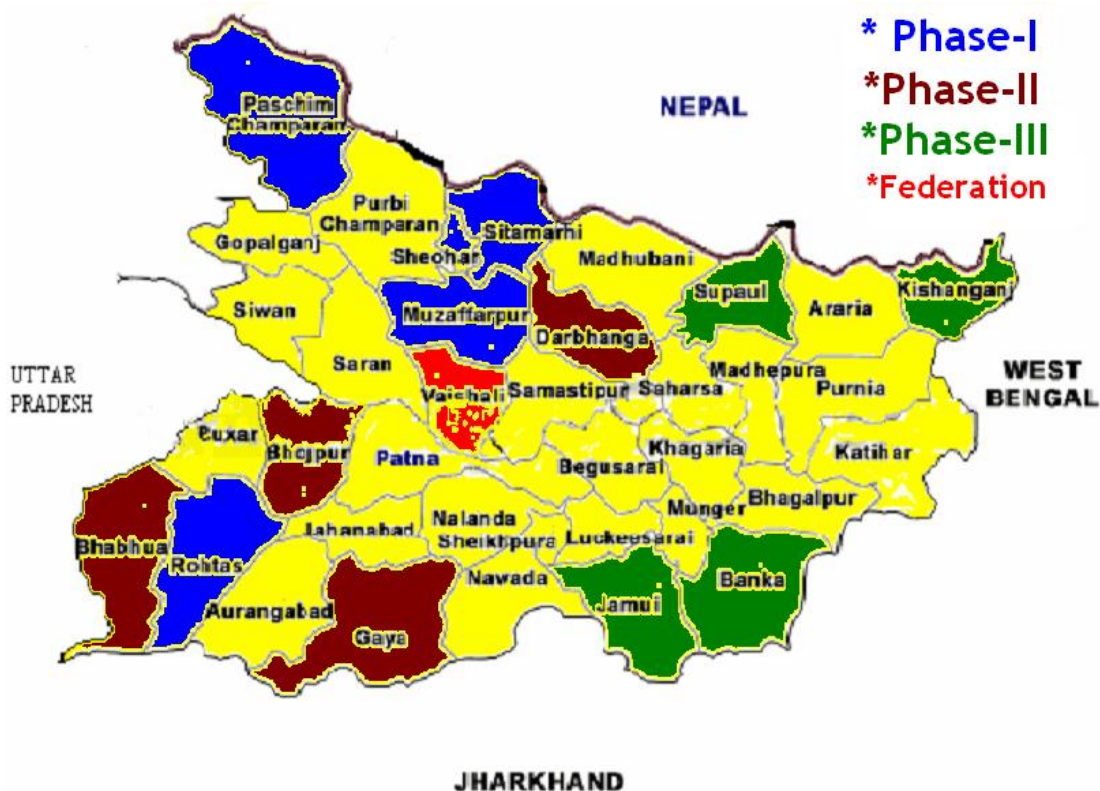 * Phase-I
*Phase-II
*Phase-III
*Federation
NEPAL
Paschim
Champaran
Purbi
Champaran
Gopalganj
Sheohar
Sitamarhi
Madhubani
Supaul
Araria
Kishanganj
Siwan
Muzaffarpur
Darbhanga
Saran
Vaishali
Samastipur
Saharsa
Madhepura
Purnia
UTTAR
PRADESH
WEST
BENGAL
Buxar
Bhojpur
Patna
Begusarai
Khagaria
Katihar
Bhabhua
Rohtas
Jahanabad
Nalanda
Sheikhpura
Luckeesarai
Munger
Bhagalpur
Aurangabad
Gaya
Nawada
Jamui
Banka
JHARKHAND